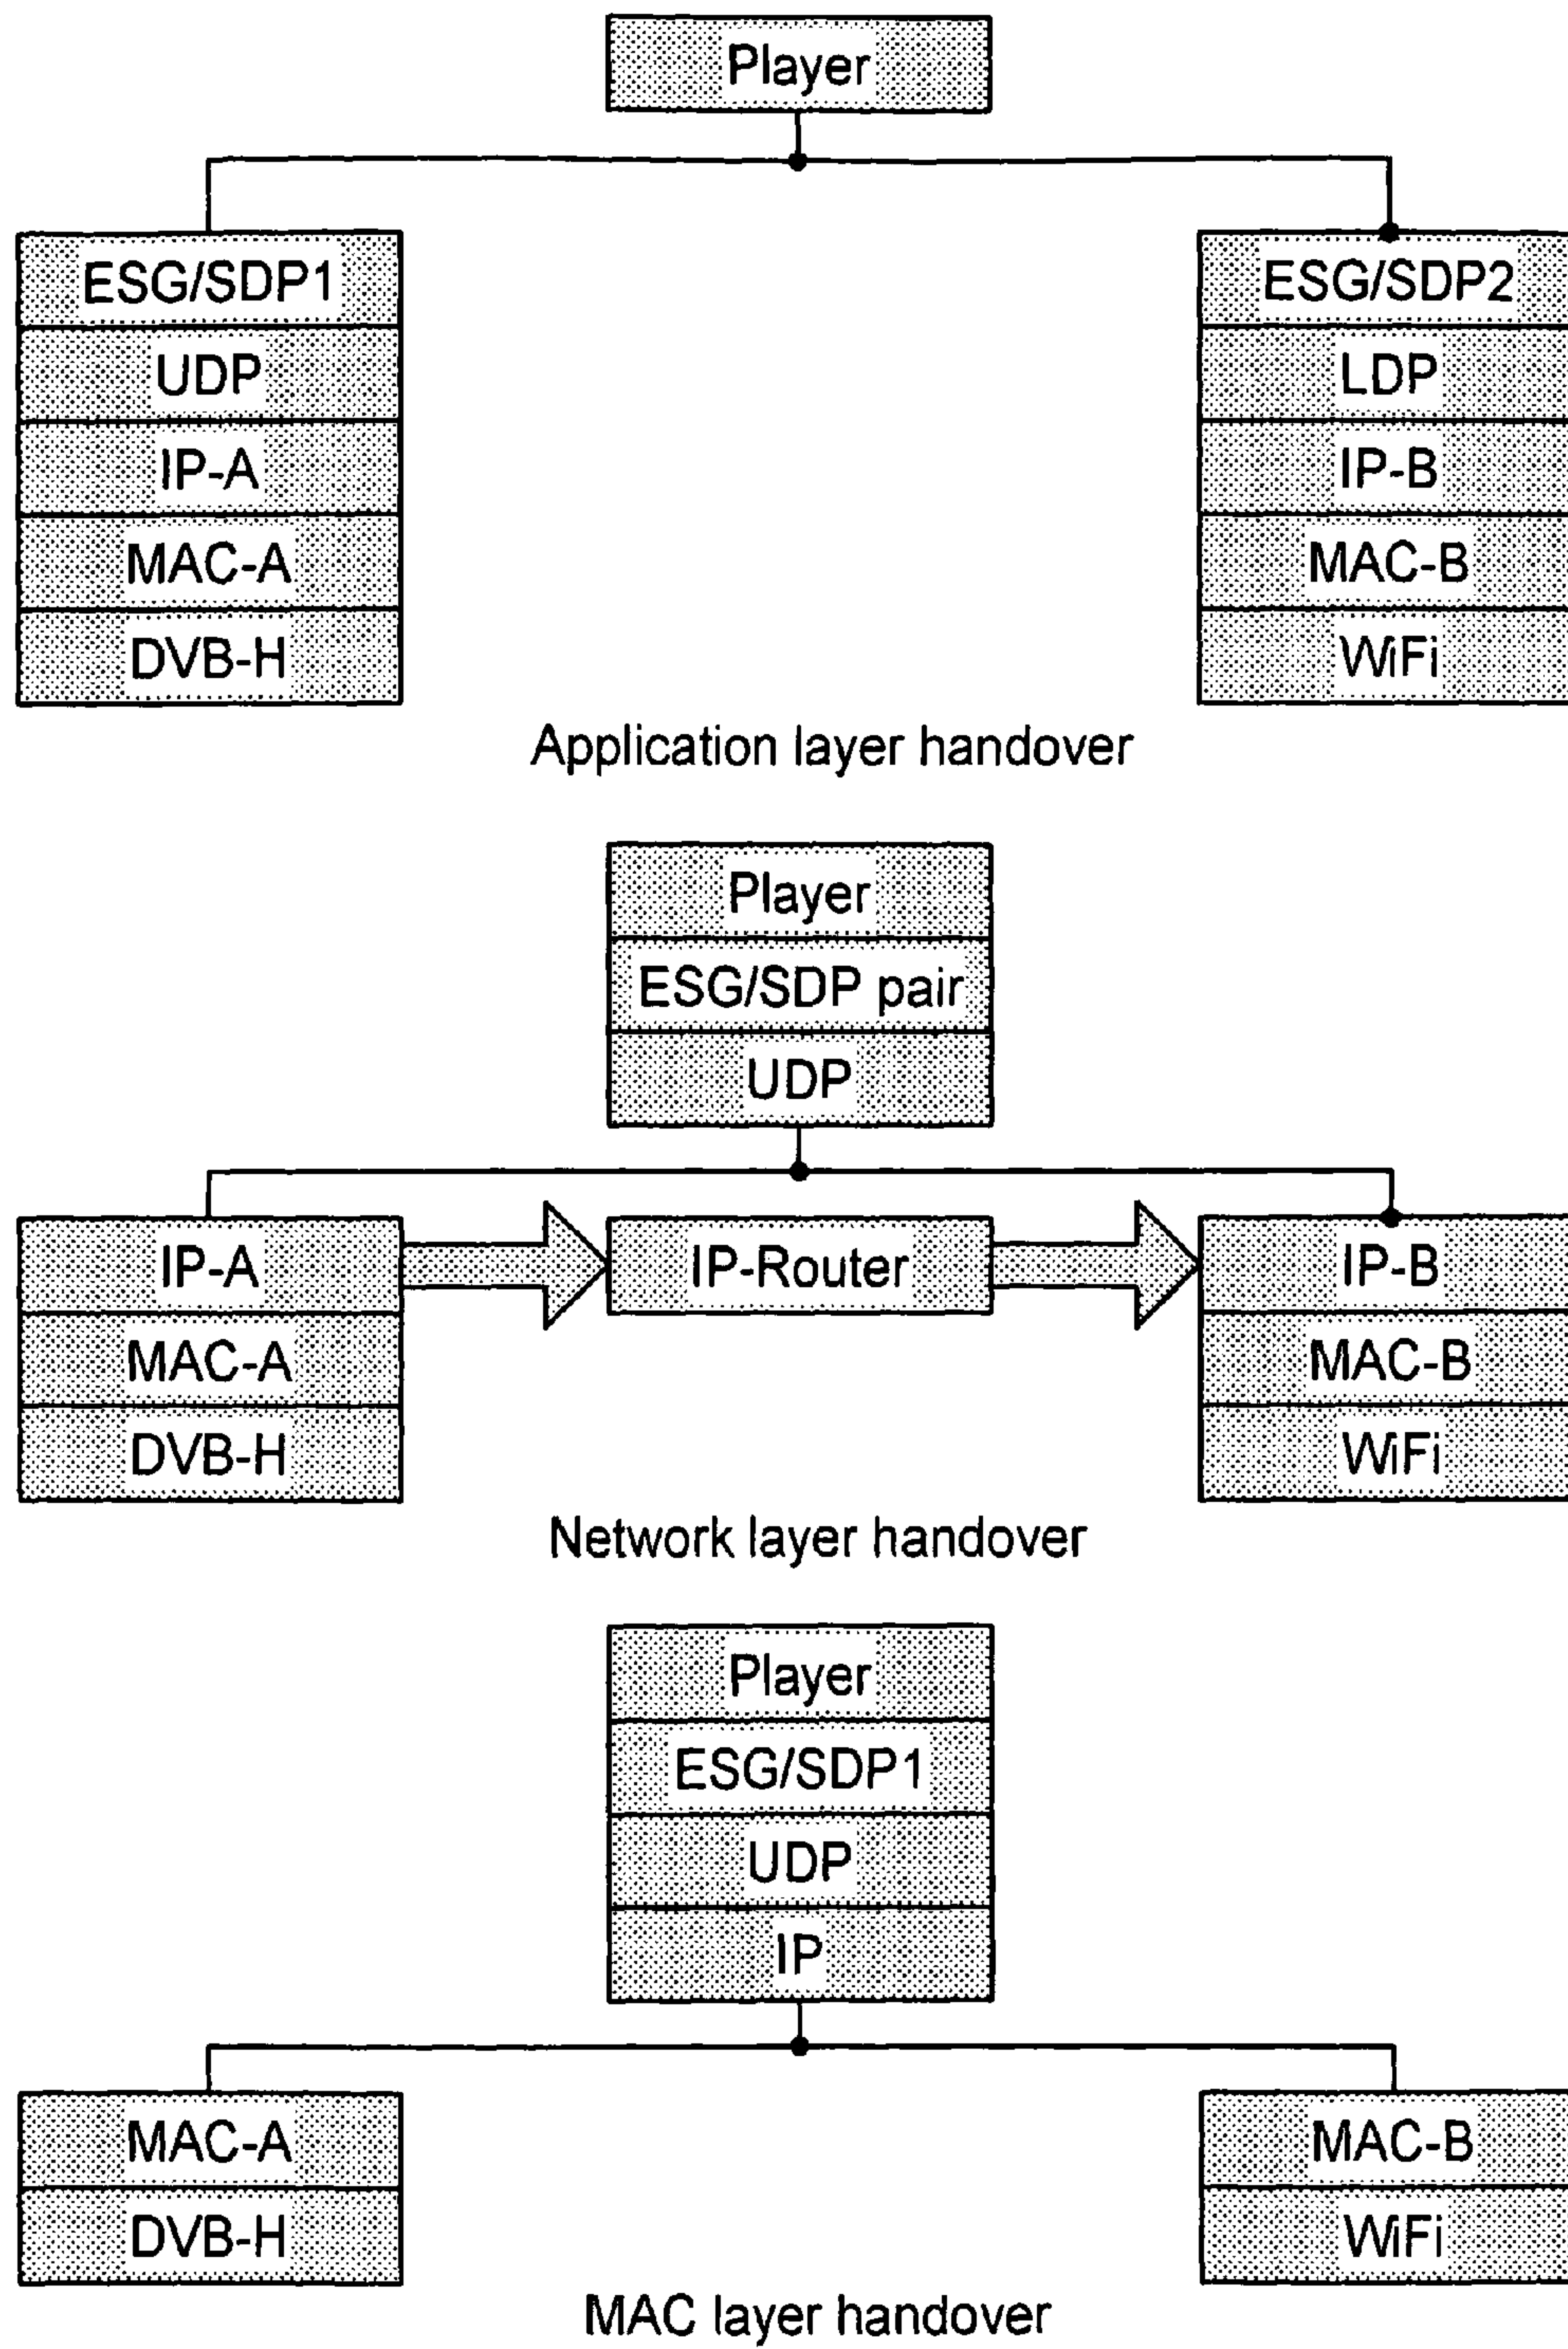 Player
ESG/SDP1
UDP
IP-A
MAC-A
DVB-H
ESG/SDP2
LDP
IP-B
MAC-B
WiFi
Application layer handover
Player
ESG/SDP pair
UDP
IP-A
MAC-A
DVB-H
IP-Router
IP-B
MAC-B
WiFi
Network layer handover
Player
ESG/SDP1
UDP
IP
MAC-A
DVB-H
MAC-B
WiFi
MAC layer handover